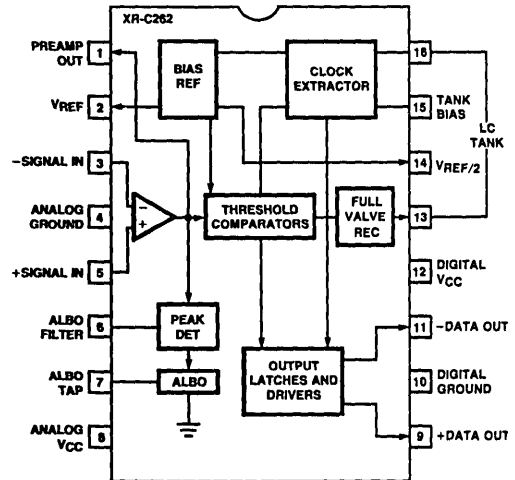 XR-C262
PREAMP
OUT
1
VREF
2
-SIGNAL IN
3
ANALOG
GROUND
4
+SIGNAL IN
5
ALBO
FILTER
6
ALBO
TAP
7
ANALOG
VCC
8
BIAS
REF
CLOCK
EXTRACTOR
-
+
THRESHOLD
COMPARATORS
FULL
VALVE
REC
PEAK
DET
ALBO
OUTPUT
LATCHES AND
DRIVERS
16
15
TANK
BIAS
LC
TANK
14
VREF/2
13
12
DIGITAL
VCC
11
-DATA OUT
10
DIGITAL
GROUND
9
+DATA OUT